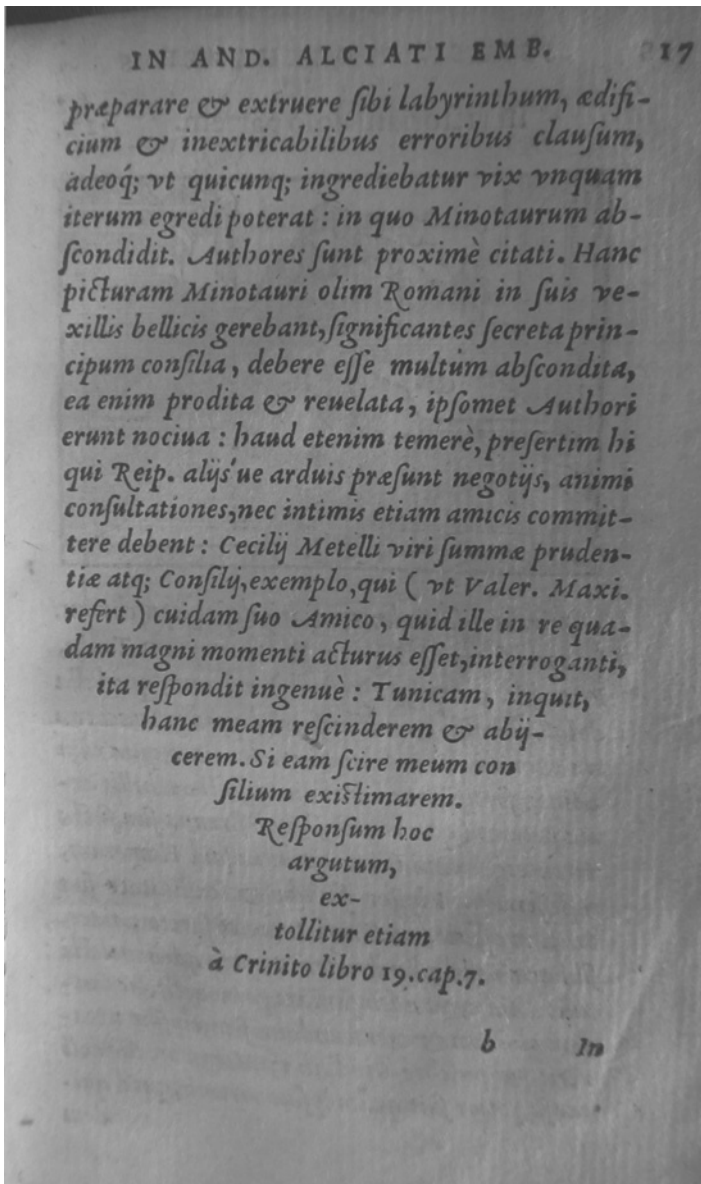 IN AND. ALCIATI EMB. 17
præparare & extruere ſibi labyrinthum, ædifi-
cium & inextricabilibus erroribus clauſum,
adeoq́; vt quicunq; ingrediebatur vix vnquam
iterum egredi poterat : in quo Minotaurum ab-
ſcondidit. Authores ſunt proximè citati. Hanc
picturam Minotauri olim Romani in ſuis ve-
xillis bellicis gerebant, ſignificantes ſecreta prin-
cipum conſilia, debere eſſe multùm abſcondita,
ea enim prodita & reuelata, ipſomet Authori
erunt nociua : haud etenim temerè, preſertim hi
qui Reip. alijs'ue arduis præſunt negotijs, animi
conſultationes, nec intimis etiam amicis commit-
tere debent : Cecilij Metelli viri ſummæ pruden-
tiæ atq; Conſilij, exemplo, qui ( vt Valer. Maxi.
refert ) cuidam ſuo Amico, quid ille in re qua-
dam magni momenti acturus eſſet, interroganti,
ita reſpondit ingenuè : Tunicam, inquit,
hanc meam reſcinderem & abij-
cerem. Si eam ſcire meum con
ſilium exiſtimarem.
Reſponſum hoc
argutum,
ex-
tollitur etiam
à Crinito libro 19. cap. 7.
b In